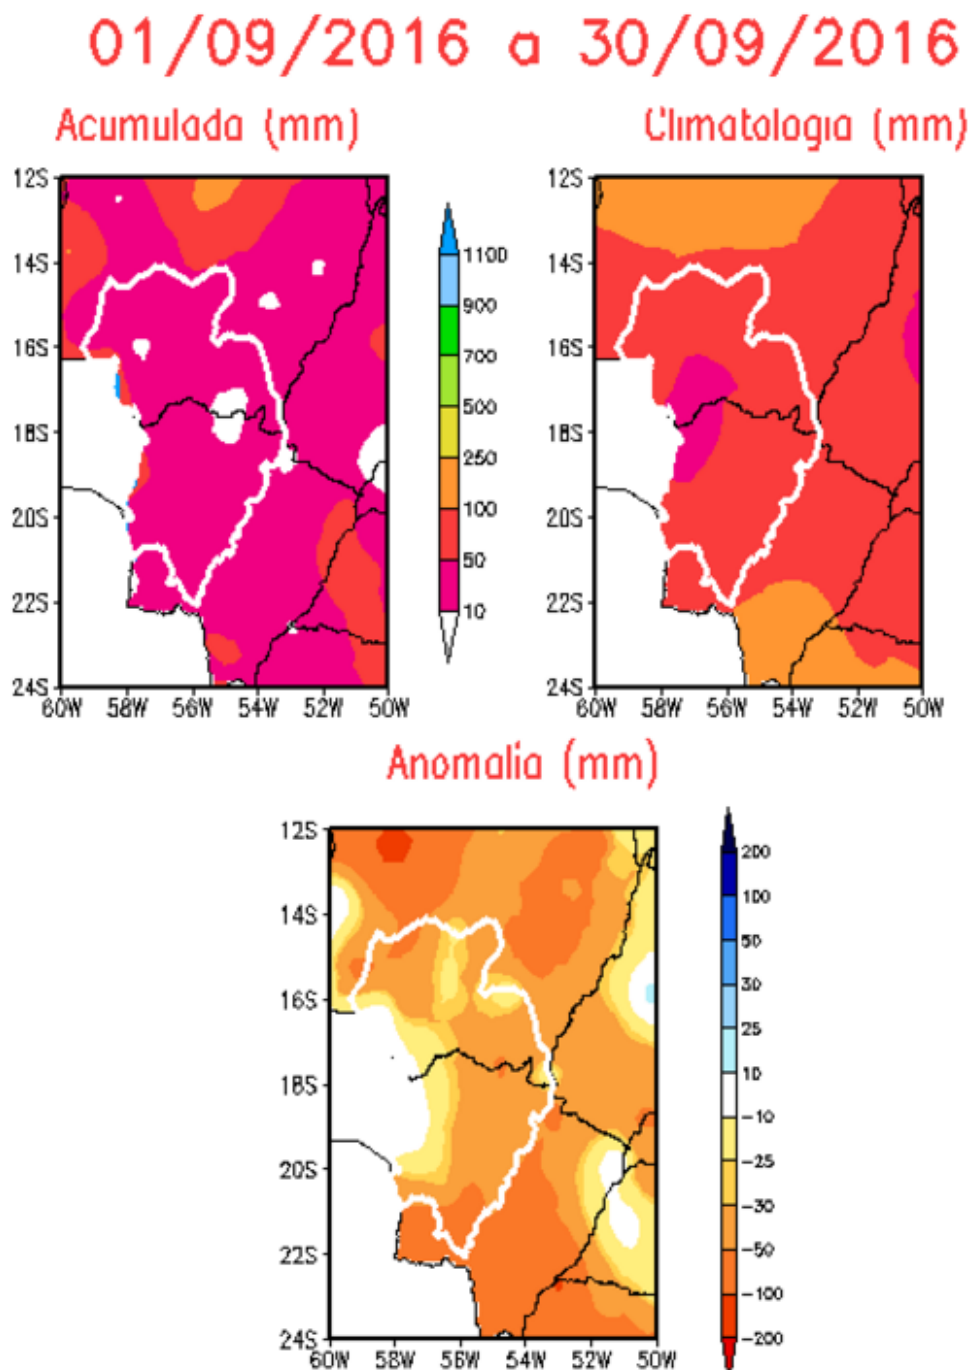 01/09/2016 a 30/09/2016
Acumulada (mm)
Climatologia (mm)
12S
14S
16S
18S
20S
22S
24S
60W 58W 56W 54W 52W 50W
1100
900
700
500
250
100
50
10
12S
14S
16S
18S
20S
22S
24S
60W 58W 56W 54W 52W 50W
Anomalia (mm)
12S
14S
16S
18S
20S
22S
24S
60W 58W 56W 54W 52W 50W
200
100
50
30
25
10
-10
-25
-30
-50
-100
-200